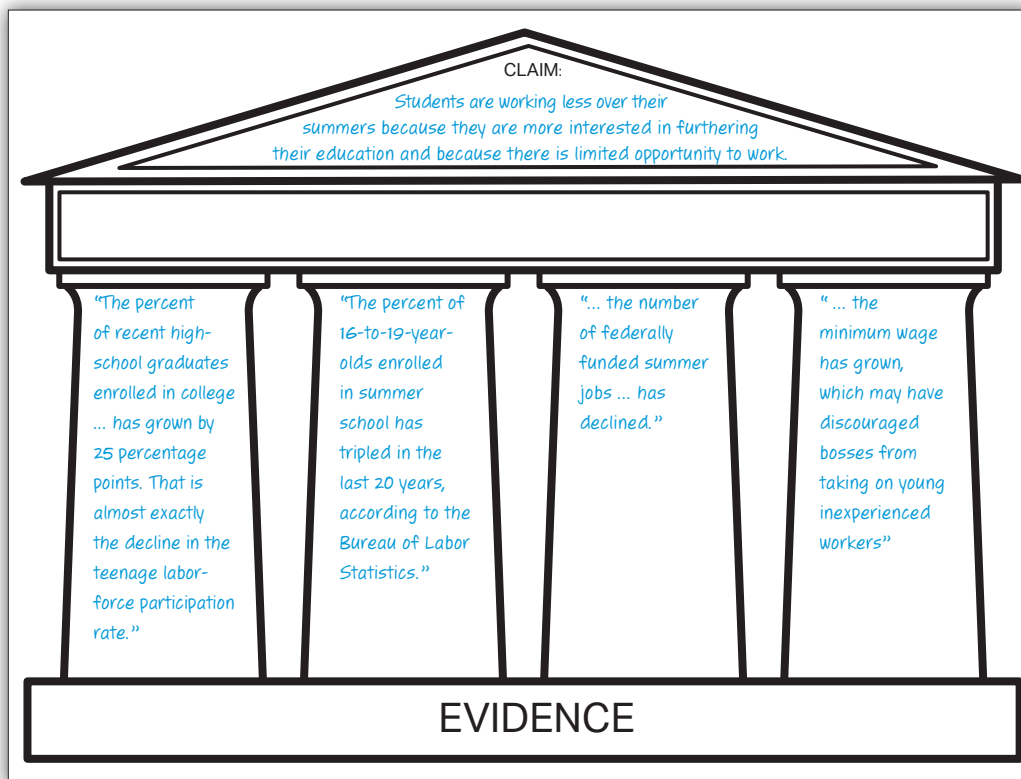 CLAIM:
Students are working less over their
summers because they are more interested in furthering
their education and because there is limited opportunity to work.
“The percent
of recent high-
school graduates
enrolled in college
... has grown by
25 percentage
points. That is
almost exactly
the decline in the
teenage labor-
force participation
rate.”
“The percent of
16-to-19-year-
olds enrolled
in summer
school has
tripled in the
last 20 years,
according to the
Bureau of Labor
Statistics.”
“... the number
of federally
funded summer
jobs ... has
declined.”
“ ... the
minimum wage
has grown,
which may have
discouraged
bosses from
taking on young
inexperienced
workers”
EVIDENCE